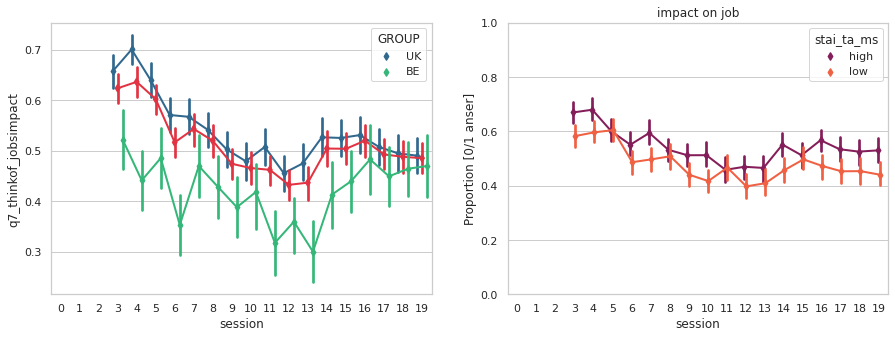 q7_thinkof_jobsimpact
0.7
0.6
0.5
0.4
0.3
GROUP
UK
BE
0 1 2 3 4 5 6 7 8 9 10 11 12 13 14 15 16 17 18 19
session
impact on job
Proportion [0/1 anser]
1.0
0.8
0.6
0.4
0.2
0.0
stai_ta_ms
high
low
0 1 2 3 4 5 6 7 8 9 10 11 12 13 14 15 16 17 18 19
session